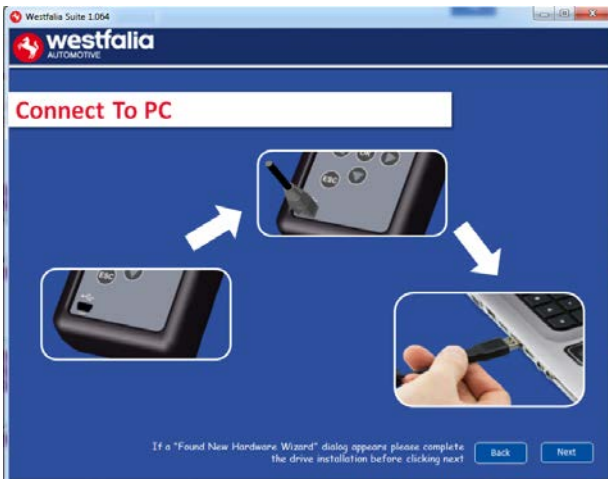 Westfalia Suite 1.064
westfalia
AUTOMOTIVE
Connect To PC
ESC
ESC
If a "Found New Hardware Wizard" dialog appears please complete
the drive installation before clicking next
Back
Next